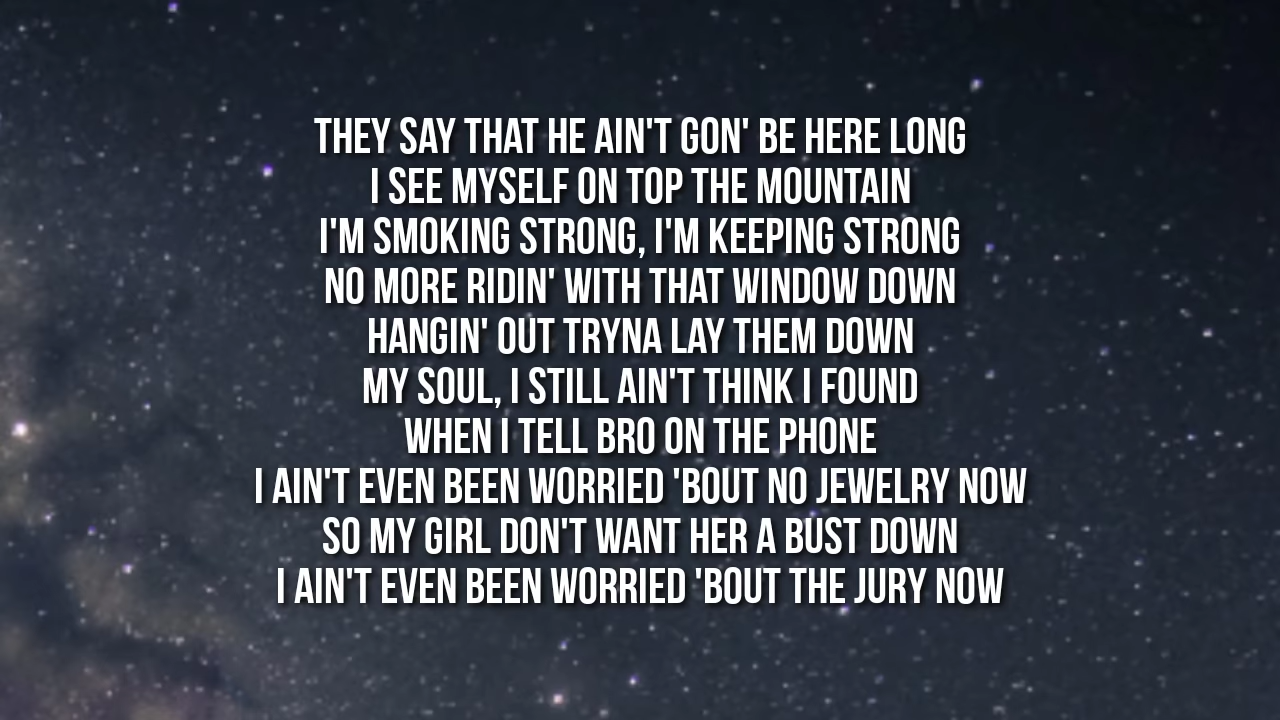 THEY SAY THAT HE AIN'T GON' BE HERE LONG
I SEE MYSELF ON TOP THE MOUNTAIN
I'M SMOKING STRONG, I'M KEEPING STRONG
NO MORE RIDIN' WITH THAT WINDOW DOWN
HANGIN' OUT TRYNA LAY THEM DOWN
MY SOUL, I STILL AIN'T THINK I FOUND
WHEN I TELL BRO ON THE PHONE
I AIN'T EVEN BEEN WORRIED 'BOUT NO JEWELRY NOW
SO MY GIRL DON'T WANT HER A BUST DOWN
I AIN'T EVEN BEEN WORRIED 'BOUT THE JURY NOW